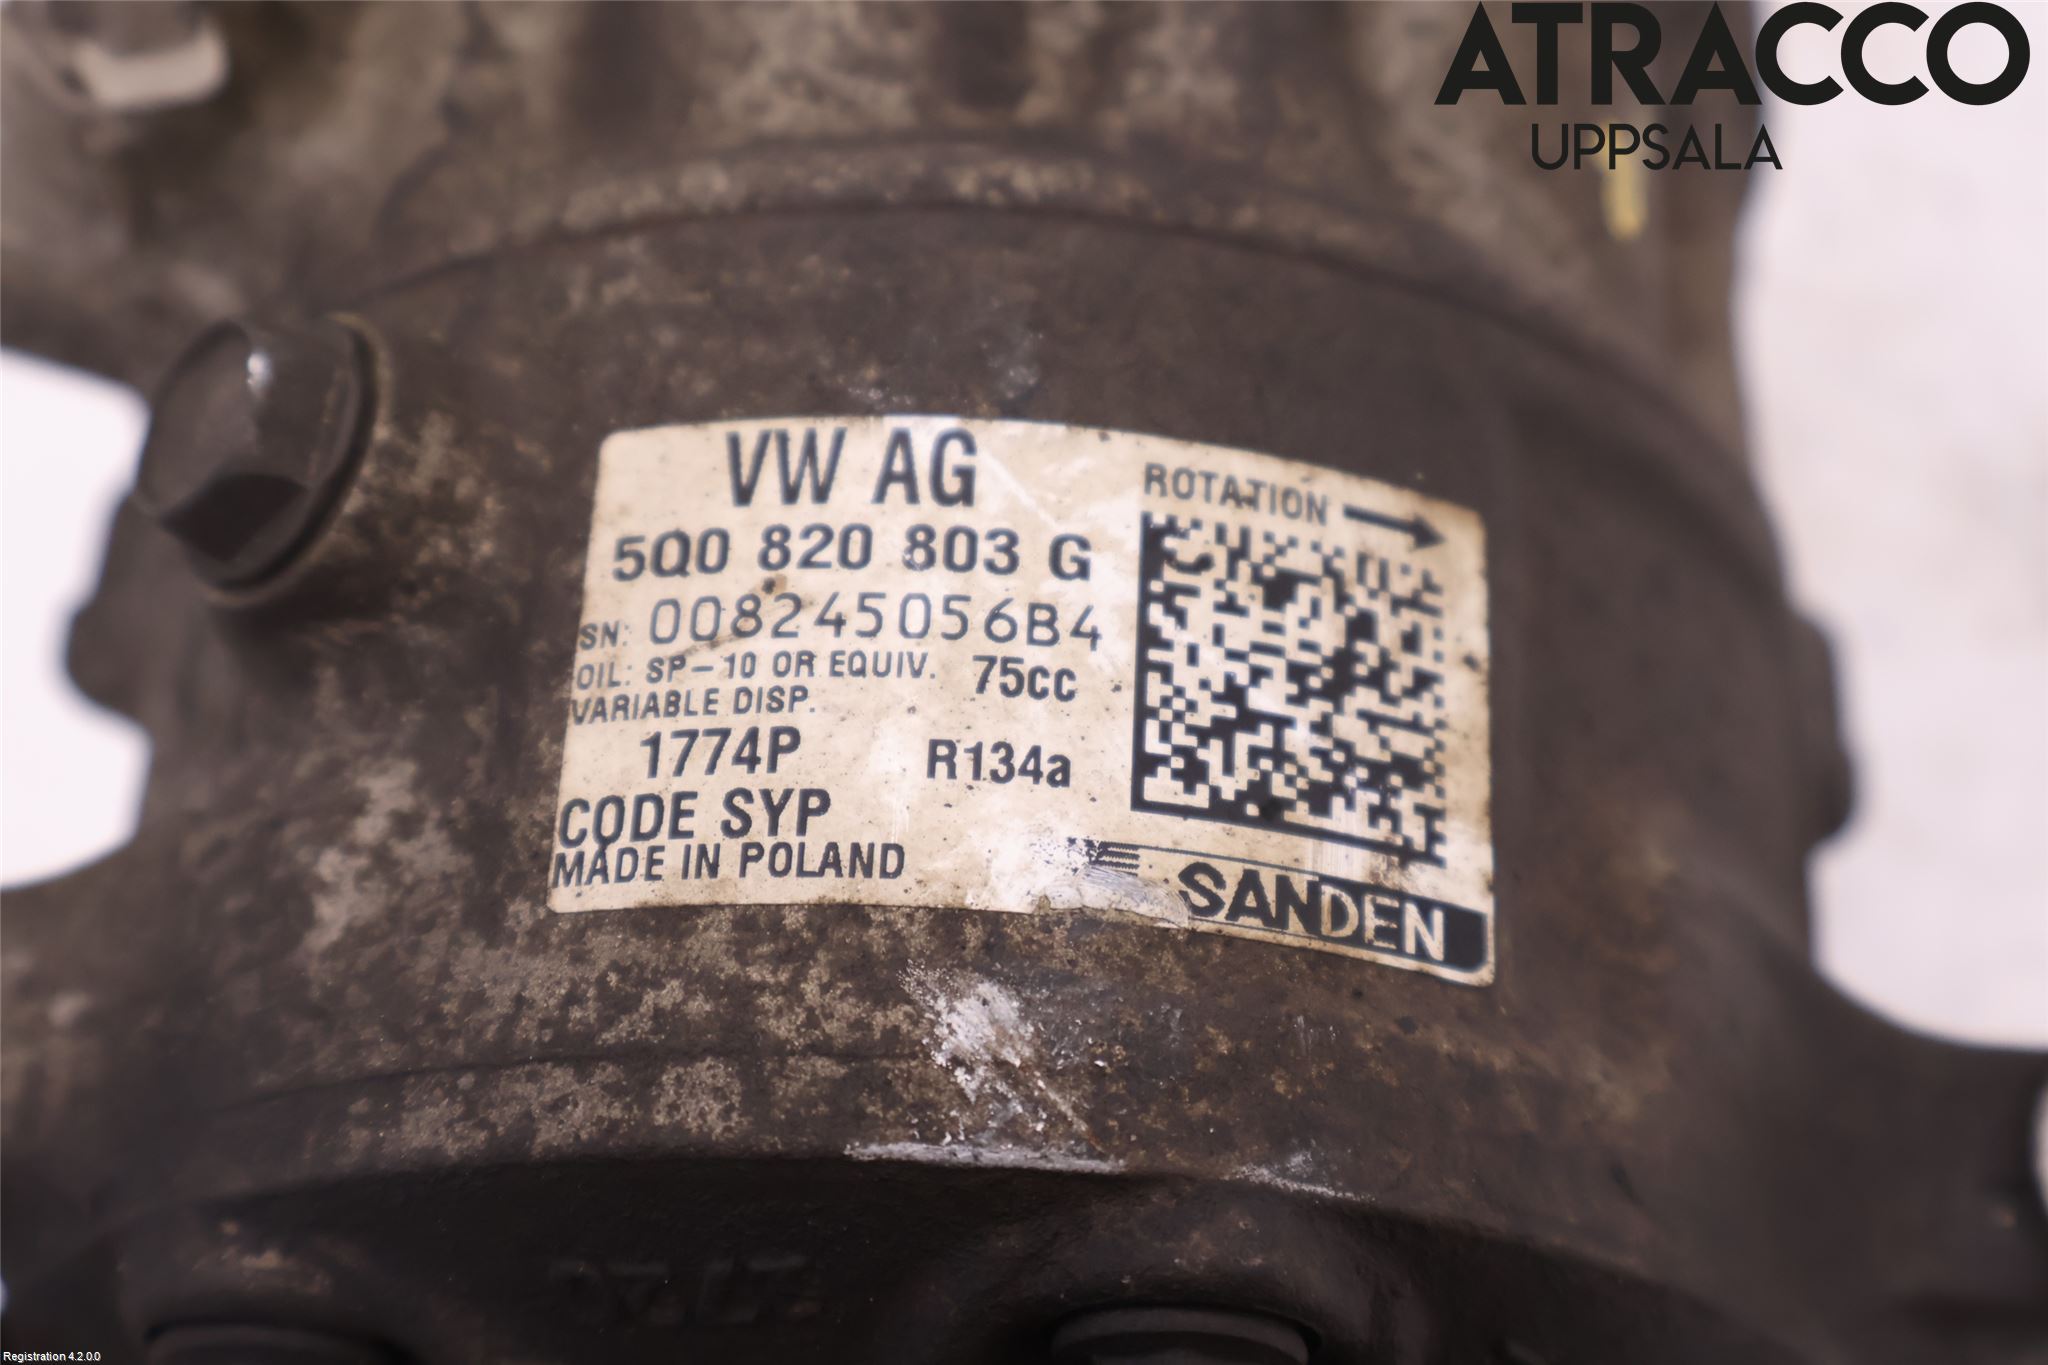 ATRACCO
UPPSALA
VW AG
ROTATION
5Q0 820 803 G
SN: 008245056B4
OIL: SP-10 OR EQUIV. 75cc
VARIABLE DISP.
1774P R134a
CODE SYP
MADE IN POLAND
SANDEN
Registration 4.2.0.0